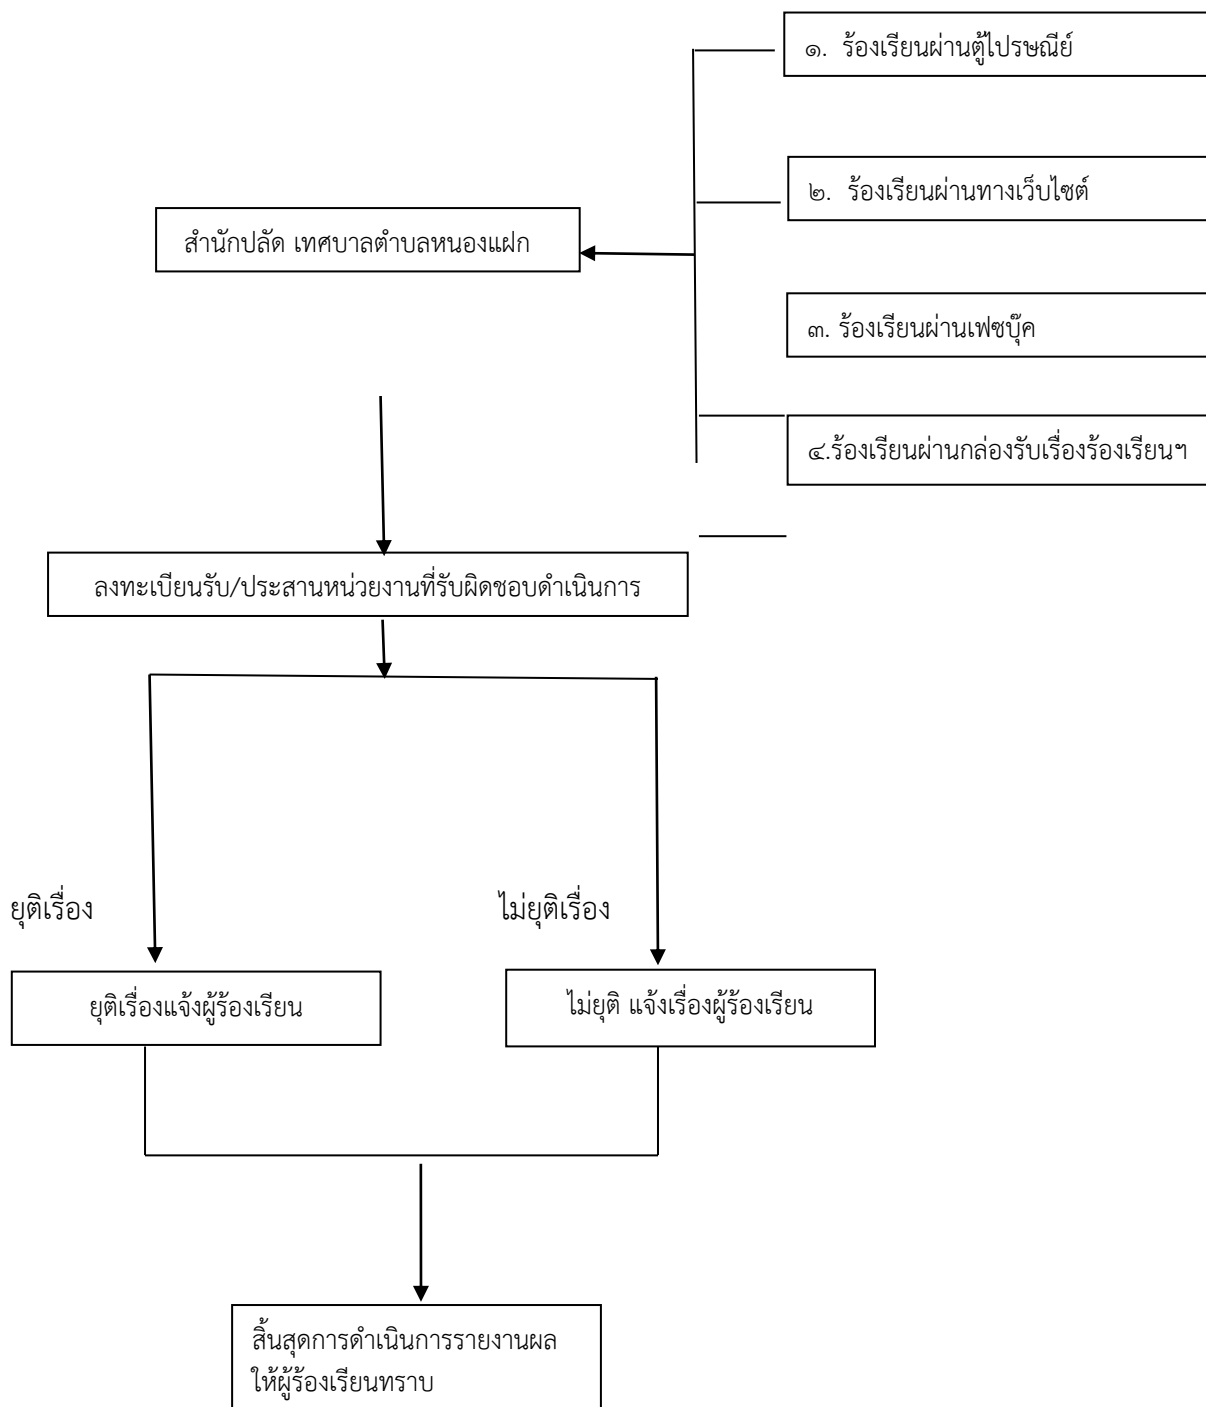 ๑. ร้องเรียนผ่านตู้ไปรษณีย์
๒. ร้องเรียนผ่านทางเว็บไซต์
สำนักปลัด เทศบาลตำบลหนองแฝก
๓. ร้องเรียนผ่านเฟซบุ๊ค
๔.ร้องเรียนผ่านกล่องรับเรื่องร้องเรียนฯ
ลงทะเบียนรับ/ประสานหน่วยงานที่รับผิดชอบดำเนินการ
ยุติเรื่อง
ไม่ยุติเรื่อง
ยุติเรื่องแจ้งผู้ร้องเรียน
ไม่ยุติ แจ้งเรื่องผู้ร้องเรียน
สิ้นสุดการดำเนินการรายงานผล
ให้ผู้ร้องเรียนทราบ